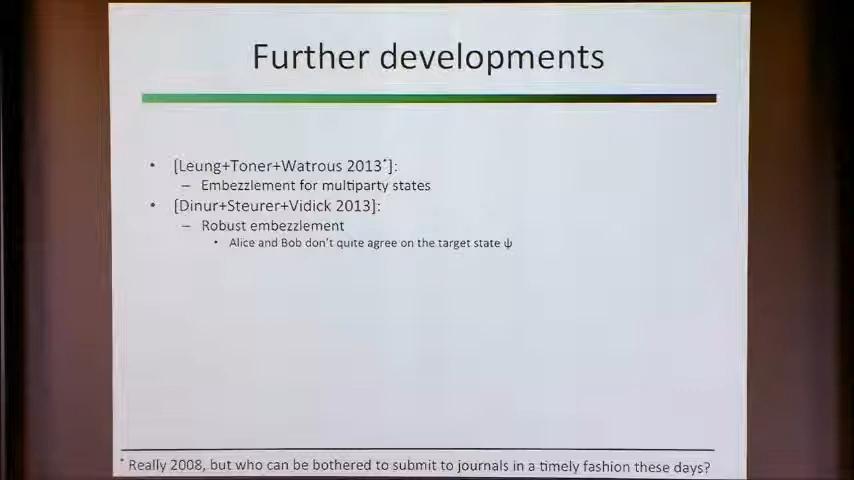 Further developments
• [Leung+Toner+Watrous 2013*]:
– Embezzlement for multiparty states
• [Dinur+Steurer+Vidick 2013]:
– Robust embezzlement
• Alice and Bob don't quite agree on the target state ψ
* Really 2008, but who can be bothered to submit to journals in a timely fashion these days?